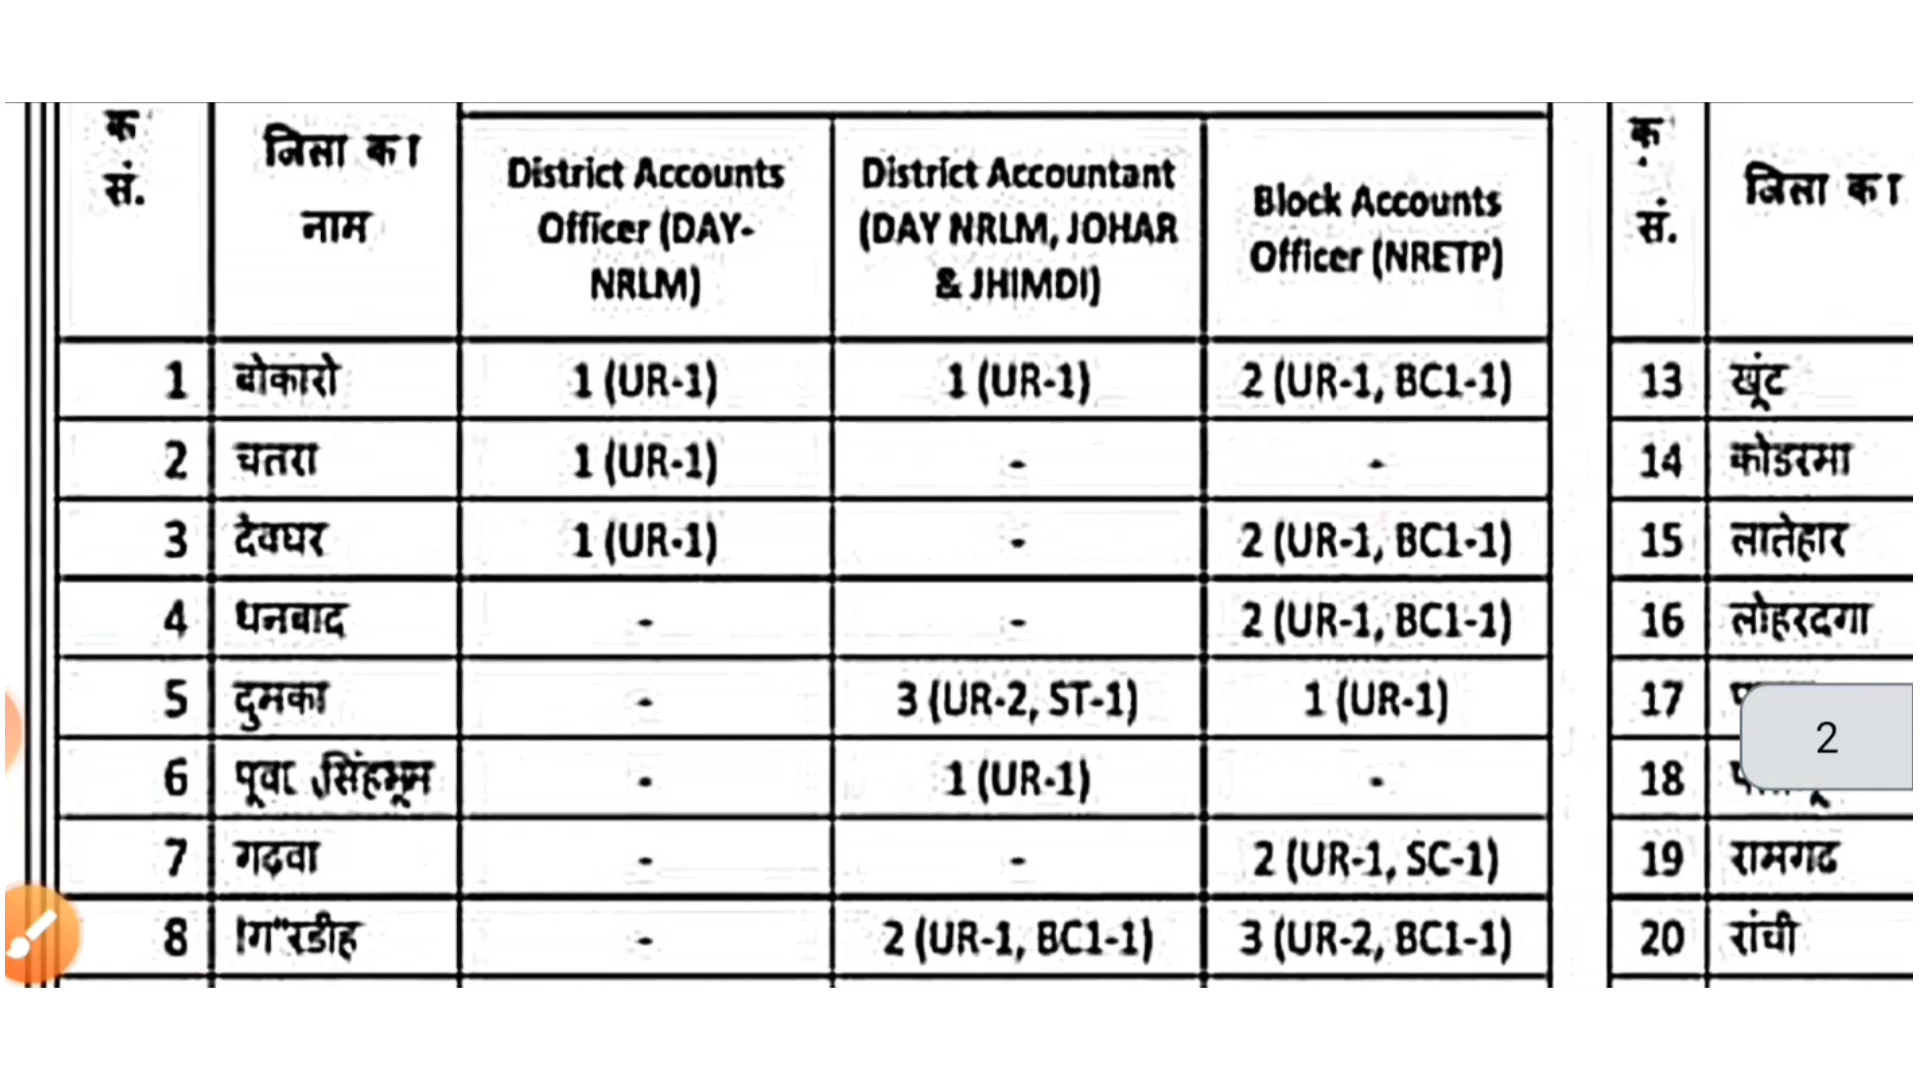 क
सं.
जिला का
नाम
District Accounts
Officer (DAY-
NRLM)
District Accountant
(DAY NRLM, JOHAR
& JHIMDI)
Block Accounts
Officer (NRETP)
1 बोकारो 1 (UR-1) 1 (UR-1) 2 (UR-1, BC1-1)
2 चतरा 1 (UR-1) - -
3 देवघर 1 (UR-1) - 2 (UR-1, BC1-1)
4 धनबाद - - 2 (UR-1, BC1-1)
5 दुमका - 3 (UR-2, ST-1) 1 (UR-1)
6 सिंहभूम - 1 (UR-1) -
7 गढ़वा - - 2 (UR-1, SC-1)
8 - 2 (UR-1, BC1-1) 3 (UR-2, BC1-1)
क
सं.
जिला का
13 खूंट
14 कोडरमा
15 लातेहार
16 लोहरदगा
17
18
19 रामगढ
20 रांची
2